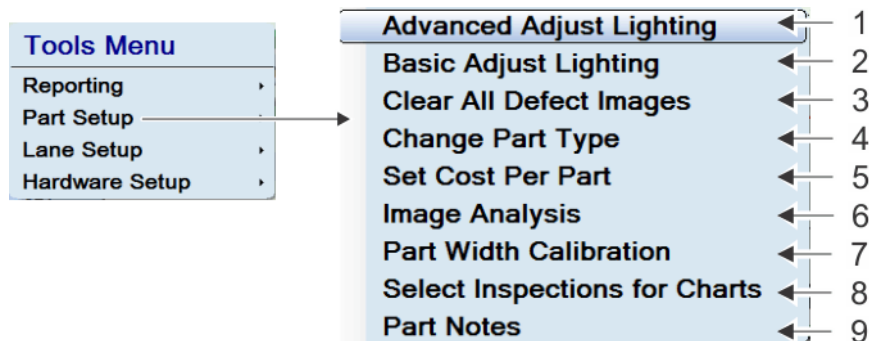 Tools Menu
Reporting
Part Setup
Lane Setup
Hardware Setup
Advanced Adjust Lighting 1
Basic Adjust Lighting 2
Clear All Defect Images 3
Change Part Type 4
Set Cost Per Part 5
Image Analysis 6
Part Width Calibration 7
Select Inspections for Charts 8
Part Notes 9